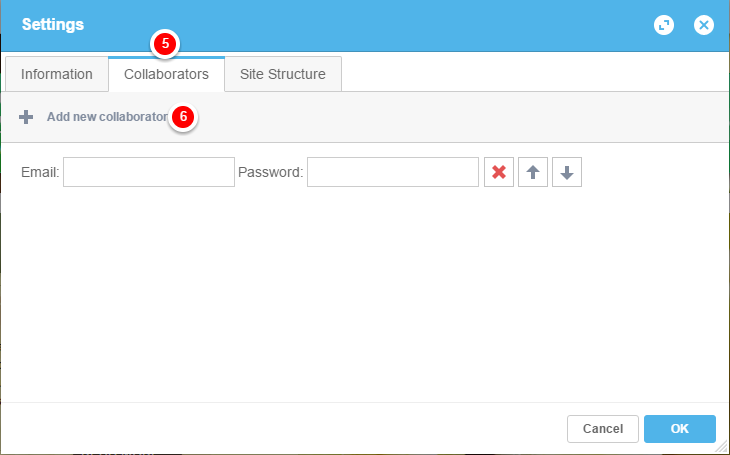 Settings
5
Information Collaborators Site Structure
Add new collaborator 6
Email: Password:
Cancel OK